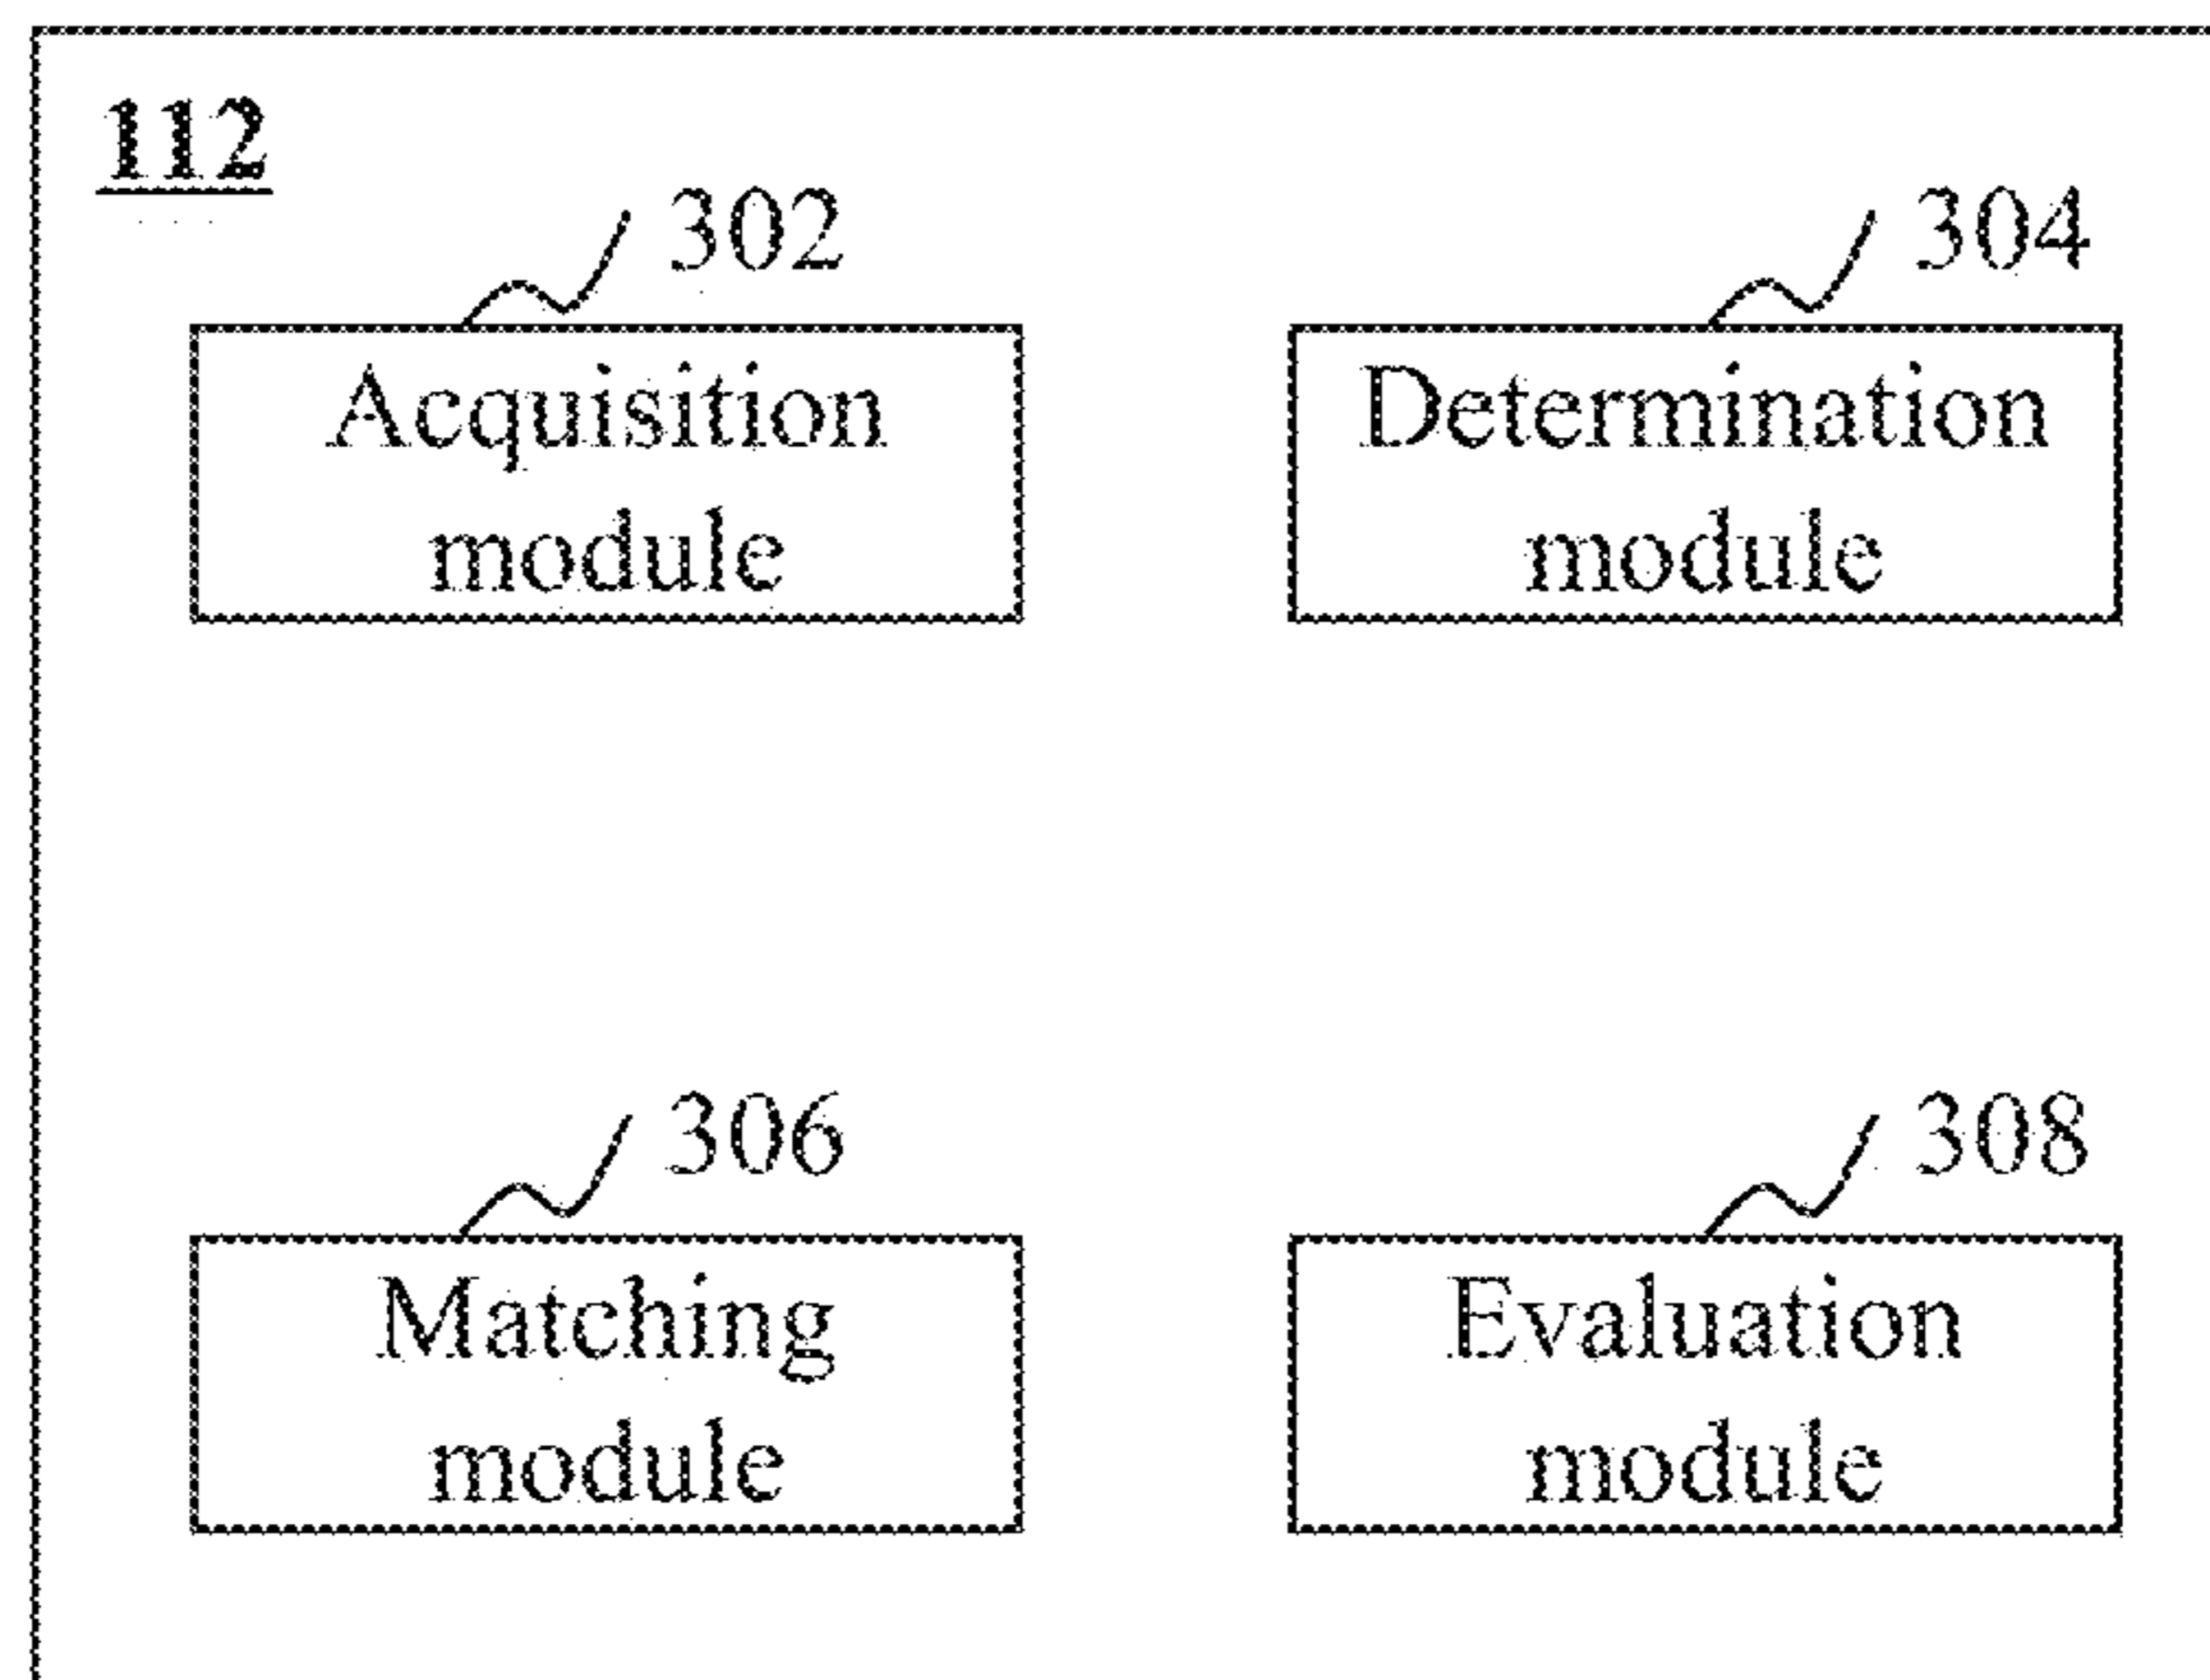 112
302
304
Acquisition
module
Determination
module
306
308
Matching
module
Evaluation
module